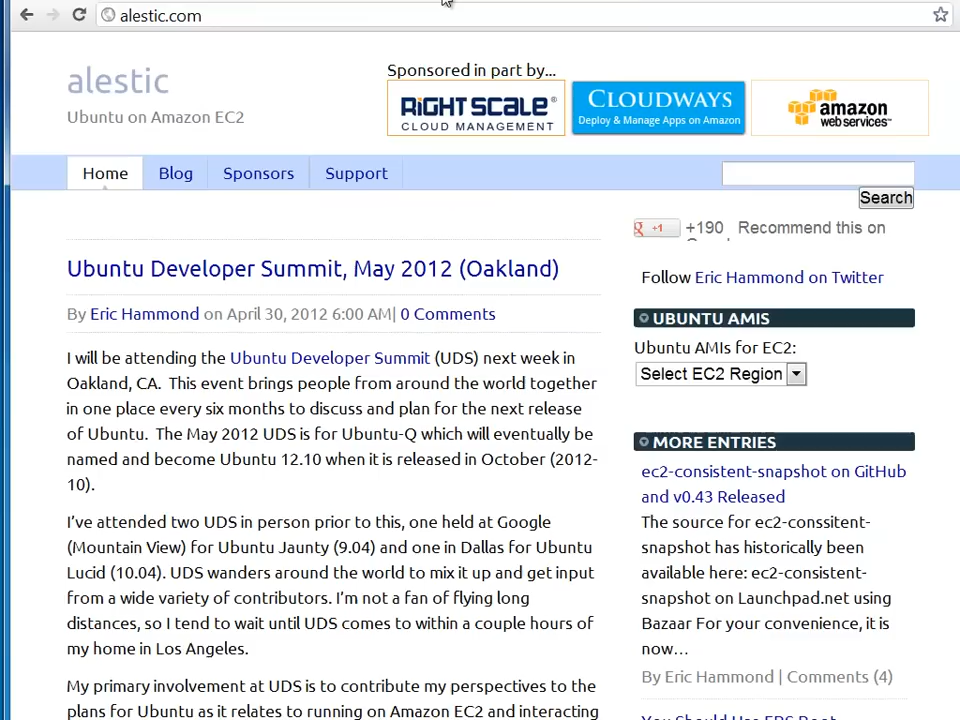 alestic.com
alestic
Ubuntu on Amazon EC2
Sponsored in part by...
RIGHTSCALE®
CLOUD MANAGEMENT
CLOUDWAYS
Deploy & Manage Apps on Amazon
amazon
web services™
Home
Blog
Sponsors
Support
Search
g +1
+190 Recommend this on
Ubuntu Developer Summit, May 2012 (Oakland)
By Eric Hammond on April 30, 2012 6:00 AM| 0 Comments
I will be attending the Ubuntu Developer Summit (UDS) next week in
Oakland, CA. This event brings people from around the world together
in one place every six months to discuss and plan for the next release
of Ubuntu. The May 2012 UDS is for Ubuntu-Q which will eventually be
named and become Ubuntu 12.10 when it is released in October (2012-
10).
I've attended two UDS in person prior to this, one held at Google
(Mountain View) for Ubuntu Jaunty (9.04) and one in Dallas for Ubuntu
Lucid (10.04). UDS wanders around the world to mix it up and get input
from a wide variety of contributors. I'm not a fan of flying long
distances, so I tend to wait until UDS comes to within a couple hours of
my home in Los Angeles.
My primary involvement at UDS is to contribute my perspectives to the
plans for Ubuntu as it relates to running on Amazon EC2 and interacting
Follow Eric Hammond on Twitter
UBUNTU AMIS
Ubuntu AMIs for EC2:
Select EC2 Region
MORE ENTRIES
ec2-consistent-snapshot on GitHub
and v0.43 Released
The source for ec2-conssitent-
snapshot has historically been
available here: ec2-consistent-
snapshot on Launchpad.net using
Bazaar For your convenience, it is
now…
By Eric Hammond | Comments (4)
You Should Use EBS Boot